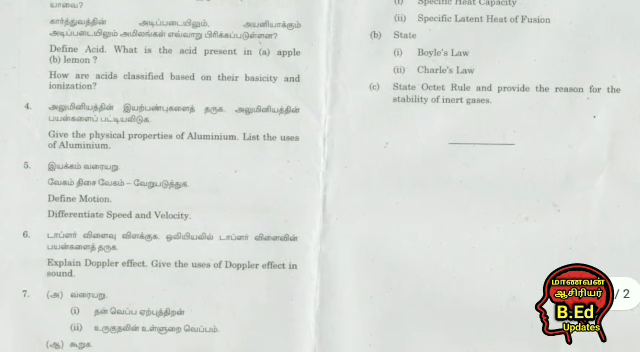 யாவை?
கார்த்துவத்தின் அடிப்படையிலும், அயனியாக்கும்
அடிப்படையிலும் அமிலங்கள் எவ்வாறு பிரிக்கப்பட்டுள்ளன?
Define Acid. What is the acid present in (a) apple
(b) lemon ?
How are acids classified based on their basicity and
ionization?
4. அலுமினியத்தின் இயற்பண்புகளைத் தருக. அலுமினியத்தின்
பயன்களைப் பட்டியலிடுக.
Give the physical properties of Aluminium. List the uses
of Aluminium.
5. இயக்கம் வரையறு.
வேகம் திசை வேகம் – வேறுபடுத்துக.
Define Motion.
Differentiate Speed and Velocity.
6. டாப்ளர் விளைவு விளக்குக. ஒலியியலில் டாப்ளர் விளைவின்
பயன்களைத் தருக.
Explain Doppler effect. Give the uses of Doppler effect in
sound.
7. (அ) வரையறு.
(i) தன் வெப்ப ஏற்புத்திறன்
(ii) உருகுதலின் உள்ளுறை வெப்பம்.
(ஆ) கூறுக.
(i) Specific Heat Capacity
(ii) Specific Latent Heat of Fusion
(b) State
(i) Boyle's Law
(ii) Charle's Law
(c) State Octet Rule and provide the reason for the
stability of inert gases.
மாணவன்
ஆசிரியர்
B.Ed
Updates
/ 2